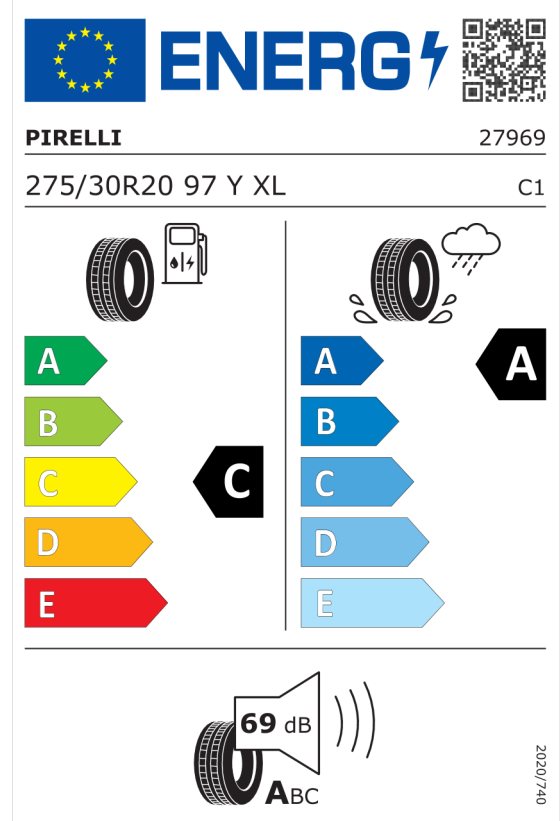 ENERG
PIRELLI 27969
275/30R20 97 Y XL C1
A A A
B B
C C C
D D
E E
69 dB
ABC
2020/740